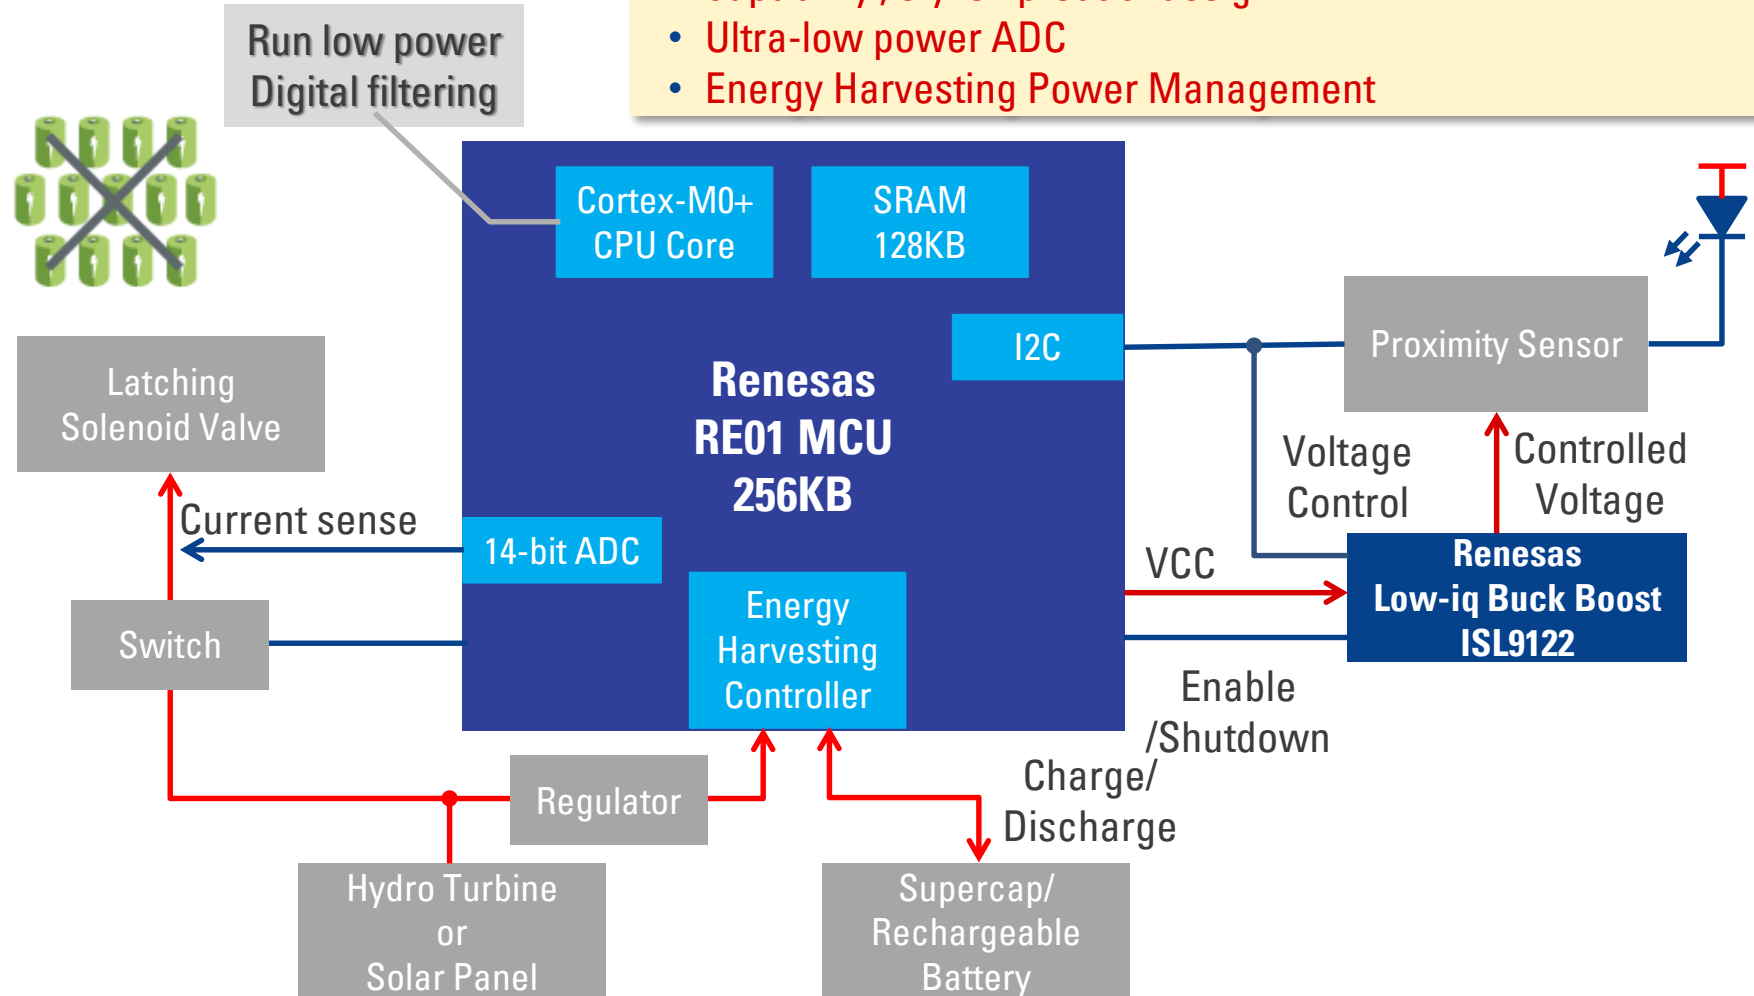 • Ultra-low power ADC
• Energy Harvesting Power Management
Run low power
Digital filtering
Cortex-M0+
CPU Core
SRAM
128KB
I2C
Proximity Sensor
Renesas
RE01 MCU
256KB
Latching
Solenoid Valve
Current sense
14-bit ADC
Switch
Energy
Harvesting
Controller
Voltage
Control
Controlled
Voltage
VCC
Renesas
Low-iq Buck Boost
ISL9122
Enable
/Shutdown
Charge/
Discharge
Regulator
Hydro Turbine
or
Solar Panel
Supercap/
Rechargeable
Battery